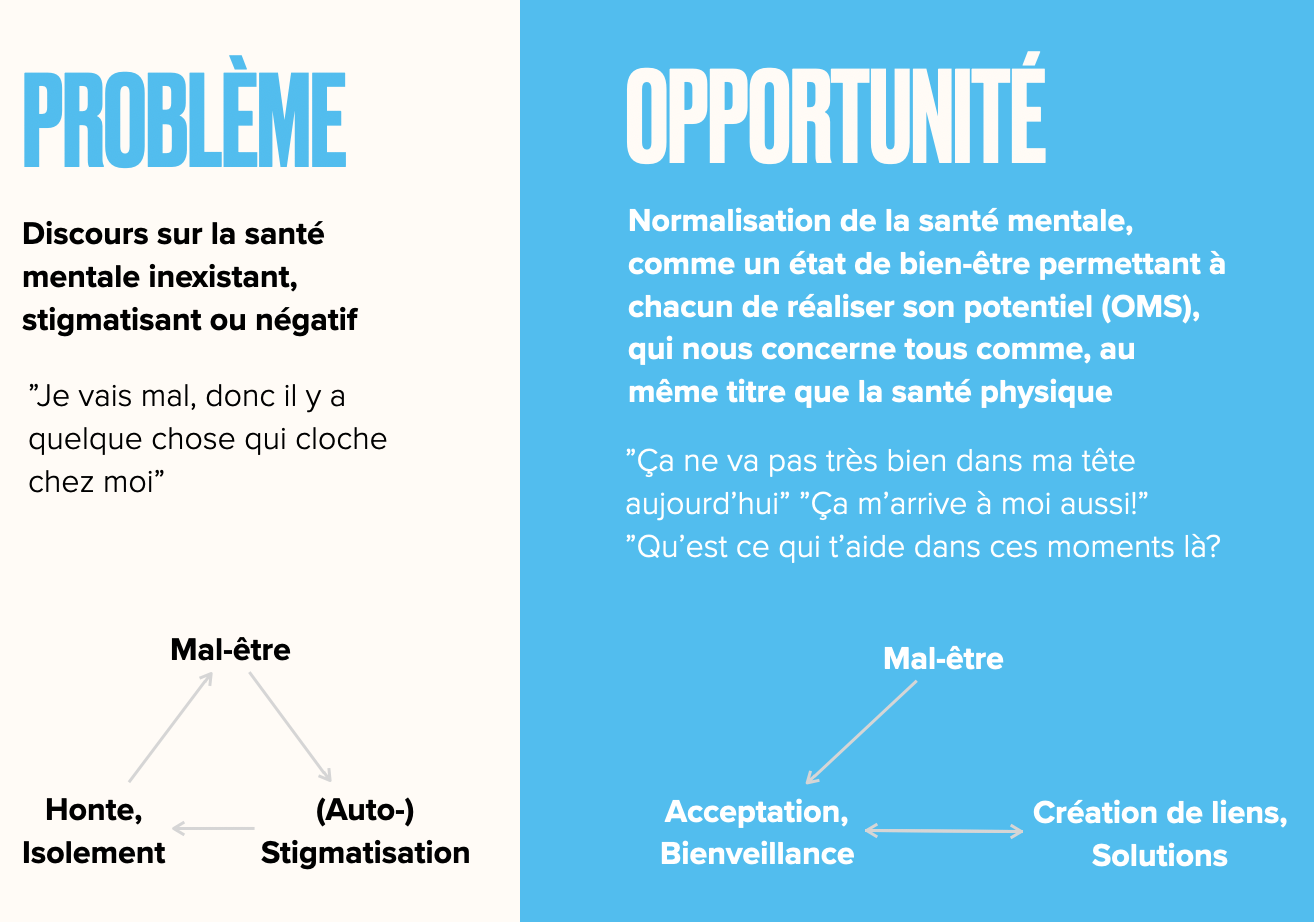 PROBLÈME
Discours sur la santé
mentale inexistant,
stigmatisant ou négatif
”Je vais mal, donc il y a
quelque chose qui cloche
chez moi”
Mal-être
Honte,
Isolement
(Auto-)
Stigmatisation
OPPORTUNITÉ
Normalisation de la santé mentale,
comme un état de bien-être permettant à
chacun de réaliser son potentiel (OMS),
qui nous concerne tous comme, au
même titre que la santé physique
”Ça ne va pas très bien dans ma tête
aujourd’hui” ”Ça m’arrive à moi aussi!”
”Qu’est ce qui t’aide dans ces moments là?
Mal-être
Acceptation,
Bienveillance
Création de liens,
Solutions